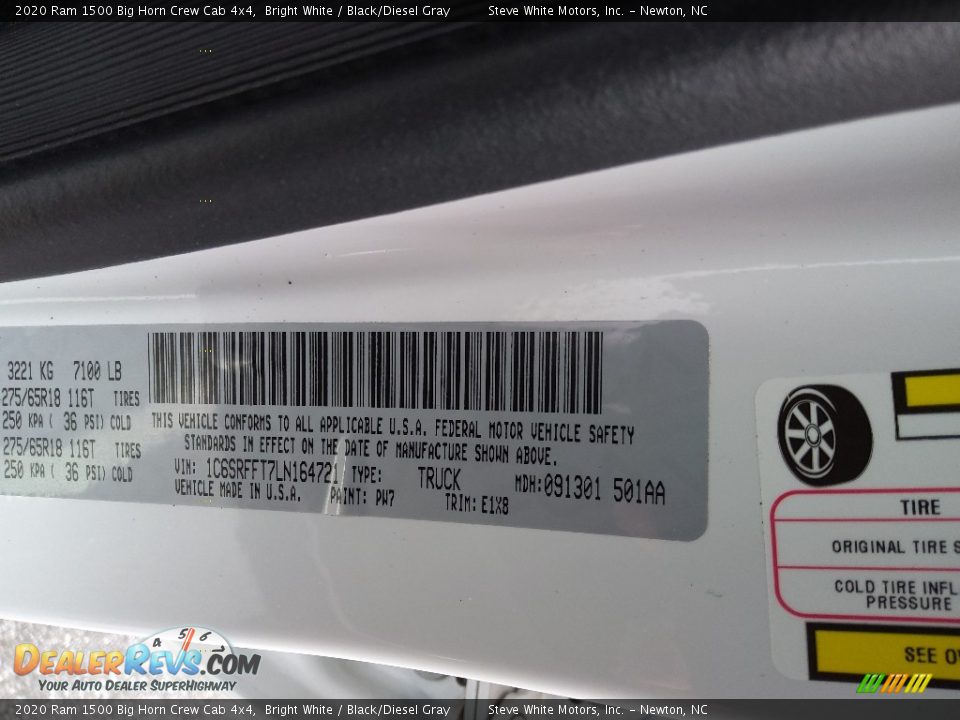 2020 Ram 1500 Big Horn Crew Cab 4x4, Bright White / Black/Diesel Gray Steve White Motors, Inc. – Newton, NC
3221 KG 7100 LB
275/65R18 116T TIRES
250 KPA ( 36 PSI) COLD
275/65R18 116T TIRES
250 KPA ( 36 PSI) COLD
THIS VEHICLE CONFORMS TO ALL APPLICABLE U.S.A. FEDERAL MOTOR VEHICLE SAFETY
STANDARDS IN EFFECT ON THE DATE OF MANUFACTURE SHOWN ABOVE.
VIN: 1C6SRFFT7LN164721 TYPE: TRUCK MDH:091301 501AA
VEHICLE MADE IN U.S.A. PAINT: PW7 TRIM: E1X8
TIRE
ORIGINAL TIRE S
COLD TIRE INFL
PRESSURE
SEE O
4 5 6
DEALERREVS.COM
YOUR AUTO DEALER SUPERHIGHWAY
2020 Ram 1500 Big Horn Crew Cab 4x4, Bright White / Black/Diesel Gray Steve White Motors, Inc. – Newton, NC